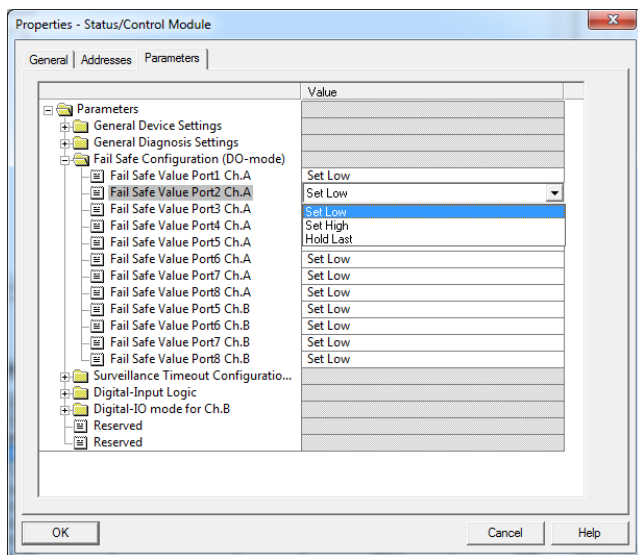 Properties - Status/Control Module
General Addresses Parameters
Value
Parameters
General Device Settings
General Diagnosis Settings
Fail Safe Configuration (DO-mode)
Fail Safe Value Port1 Ch.A Set Low
Fail Safe Value Port2 Ch.A Set Low
Fail Safe Value Port3 Ch.A Set Low
Fail Safe Value Port4 Ch.A Set High
Fail Safe Value Port5 Ch.A Hold Last
Fail Safe Value Port6 Ch.A Set Low
Fail Safe Value Port7 Ch.A Set Low
Fail Safe Value Port8 Ch.A Set Low
Fail Safe Value Port5 Ch.B Set Low
Fail Safe Value Port6 Ch.B Set Low
Fail Safe Value Port7 Ch.B Set Low
Fail Safe Value Port8 Ch.B Set Low
Surveillance Timeout Configuratio...
Digital-Input Logic
Digital-IO mode for Ch.B
Reserved
Reserved
OK Cancel Help